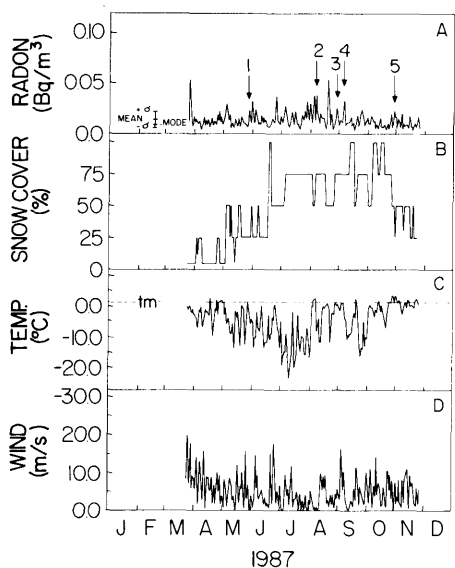 RADON (Bq/m³)
0.10
0.05
0.0
A
1
2
3
4
5
+σ
MEAN
-σ
MODE
SNOW COVER (%)
75
50
25
0
B
TEMP. (°C)
0.0
-10.0
-20.0
-30.0
tm
C
WIND (m/s)
20.0
10.0
0.0
D
J F M A M J J A S O N D
1987